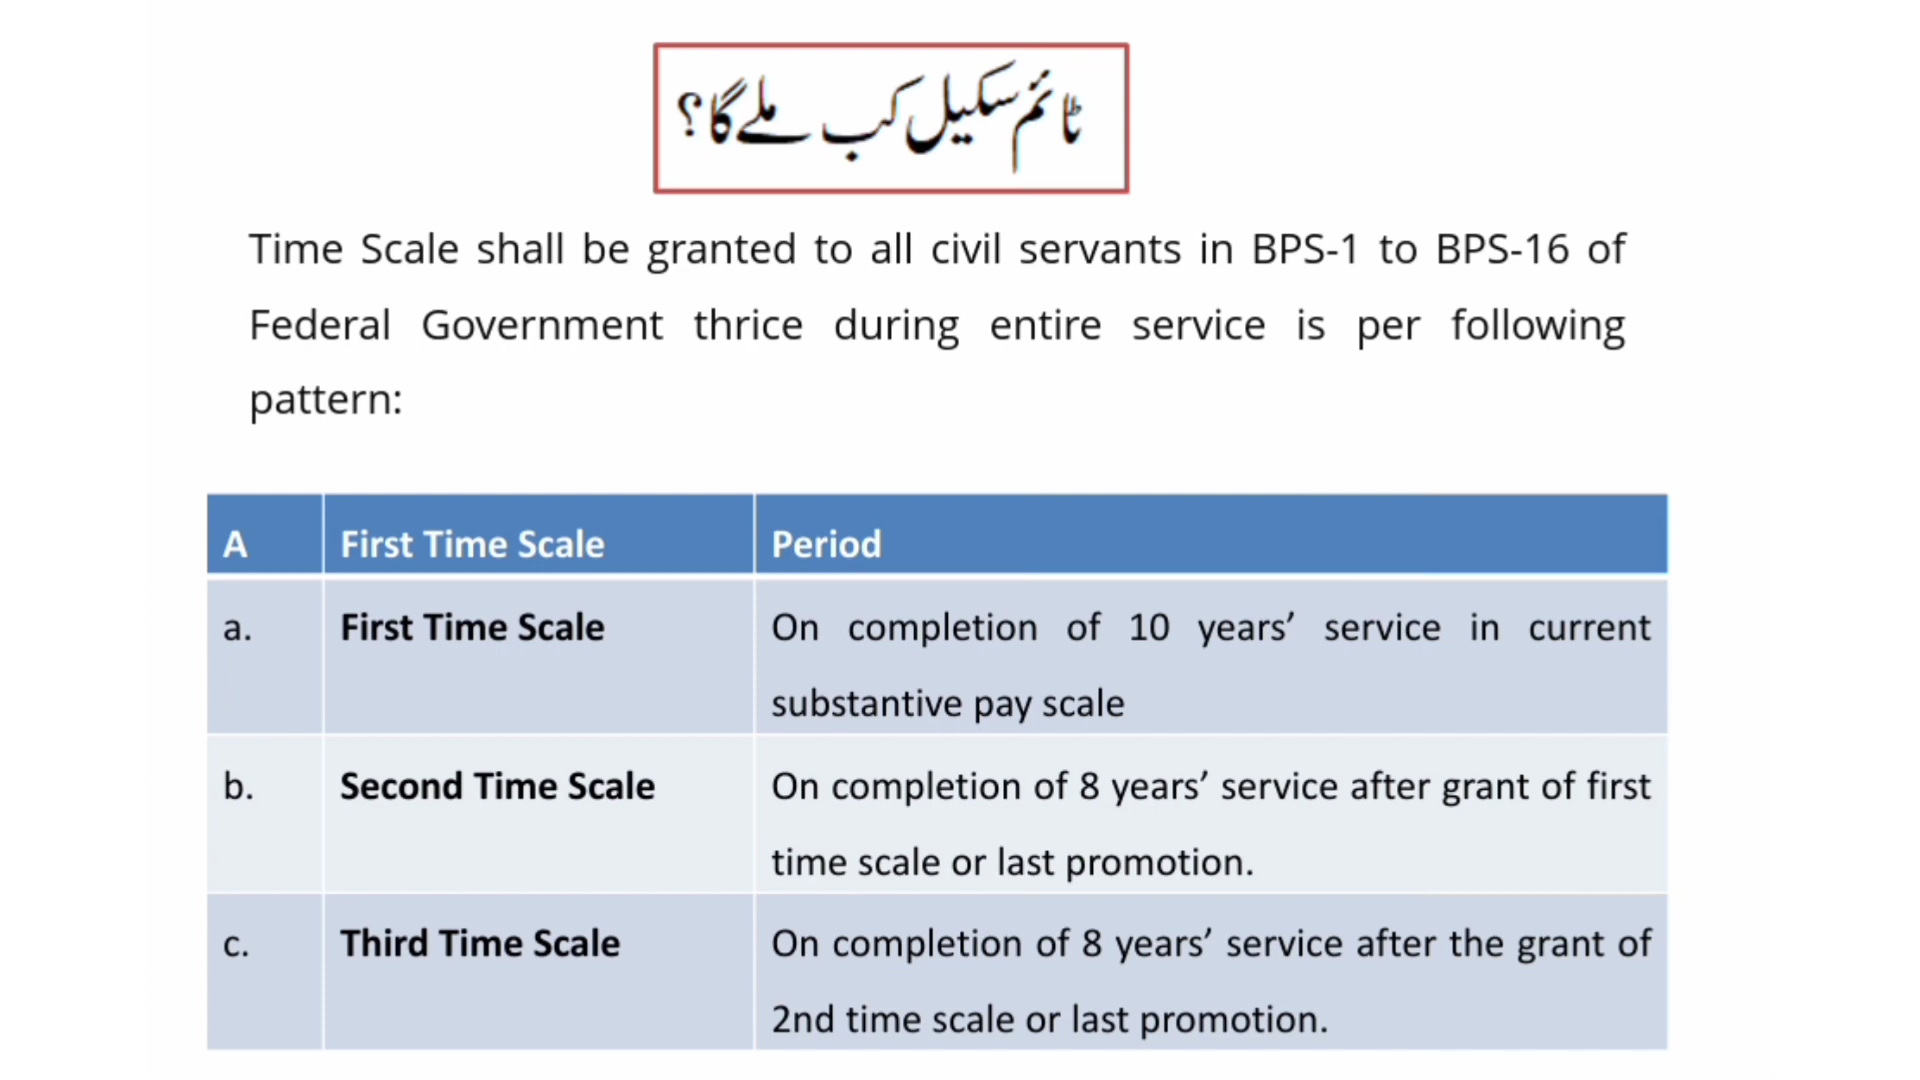 ٹائم سکیل کب ملے گا؟
Time Scale shall be granted to all civil servants in BPS-1 to BPS-16 of
Federal Government thrice during entire service is per following
pattern:
A First Time Scale Period
a. First Time Scale On completion of 10 years’ service in current
substantive pay scale
b. Second Time Scale On completion of 8 years’ service after grant of first
time scale or last promotion.
c. Third Time Scale On completion of 8 years’ service after the grant of
2nd time scale or last promotion.